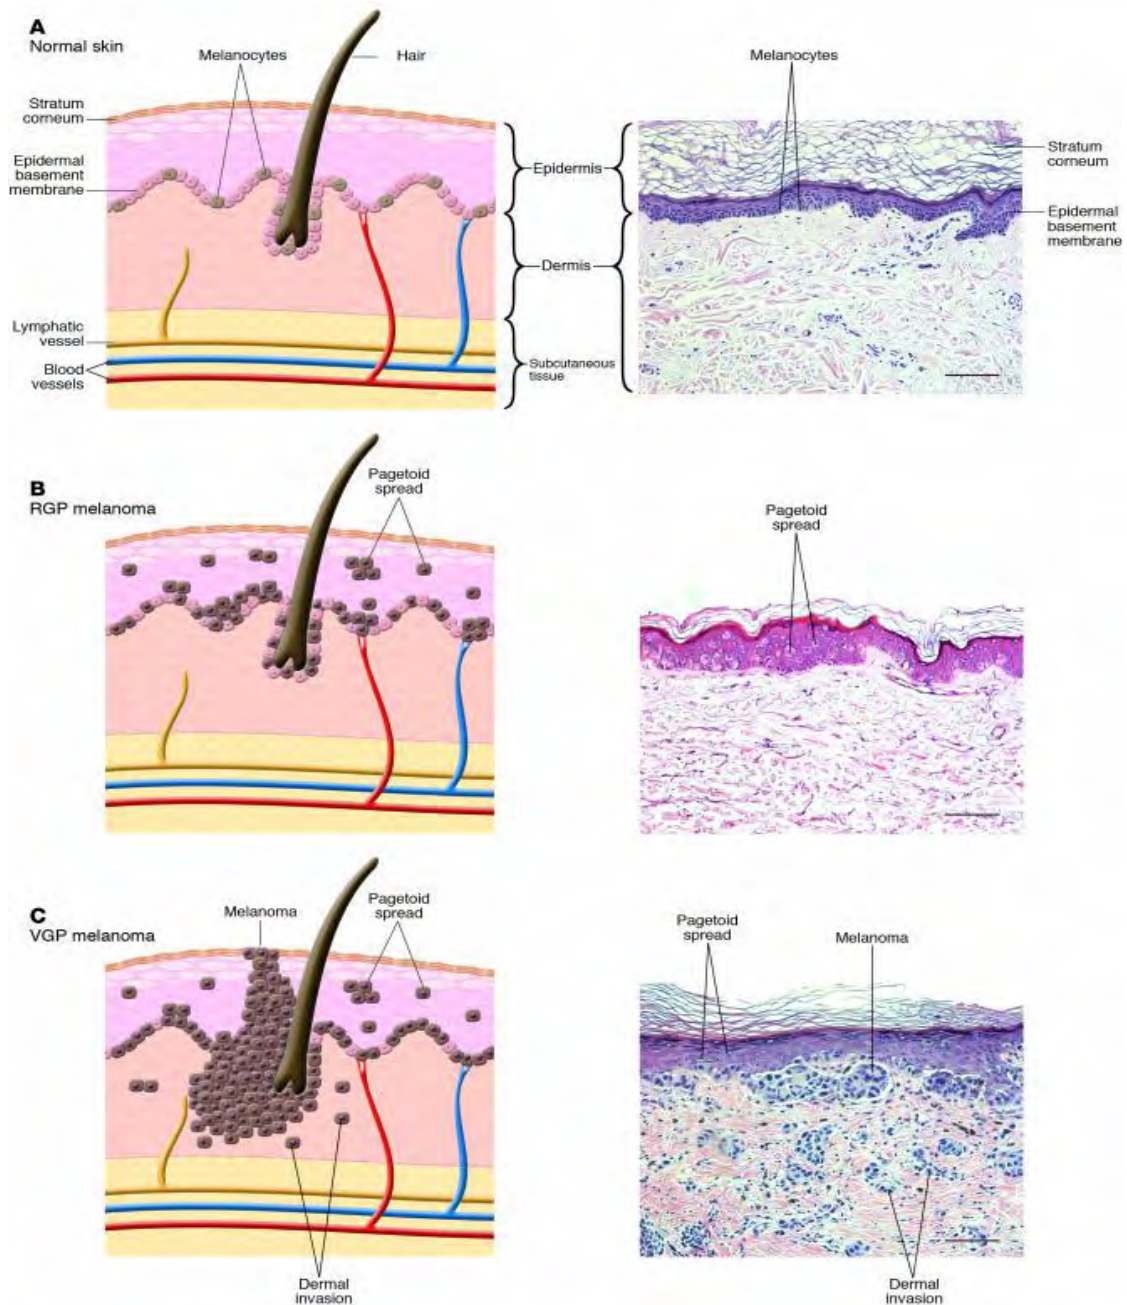 A
Normal skin
Melanocytes
Hair
Stratum
corneum
Epidermal
basement
membrane
Lymphatic
vessel
Blood
vessels
Epidermis
Dermis
Subcutaneous
tissue
Melanocytes
Stratum
corneum
Epidermal
basement
membrane
B
RGP melanoma
Pagetoid
spread
Pagetoid
spread
C
VGP melanoma
Melanoma
Pagetoid
spread
Dermal
invasion
Pagetoid
spread
Melanoma
Dermal
invasion